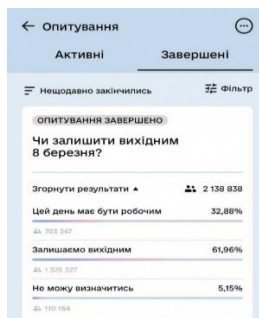 Опитування
Активні Завершені
Нещодавно закінчились Фільтр
ОПИТУВАННЯ ЗАВЕРШЕНО
Чи залишити вихідним
8 березня?
Згорнути результати 2 138 838
Цей день має бути робочим 32,88%
703 347
Залишаємо вихідним 61,96%
1 325 327
Не можу визначитись 5,15%
110 164